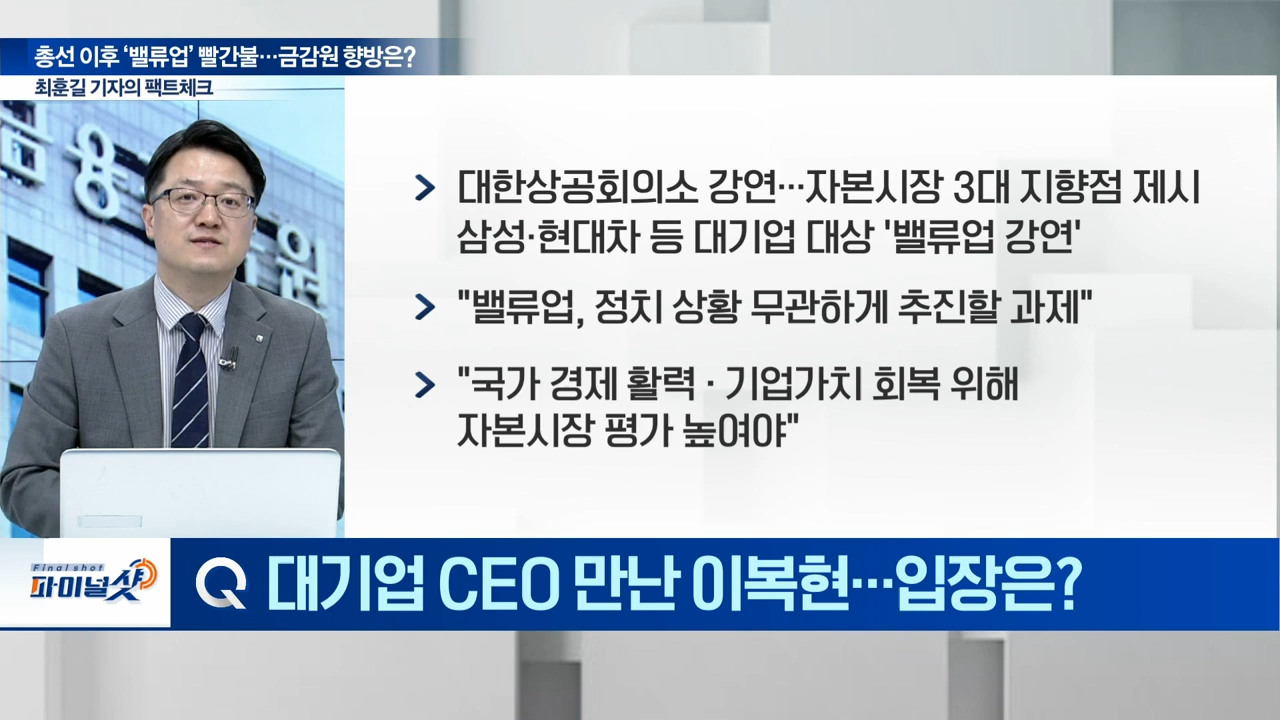 총선 이후 ‘밸류업’ 빨간불…금감원 향방은?
최훈길 기자의 팩트체크
금융
원
대한상공회의소 강연…자본시장 3대 지향점 제시
삼성·현대차 등 대기업 대상 '밸류업 강연'
"밸류업, 정치 상황 무관하게 추진할 과제"
"국가 경제 활력·기업가치 회복 위해
자본시장 평가 높여야"
Final shot
파이널샷
Q 대기업 CEO 만난 이복현…입장은?